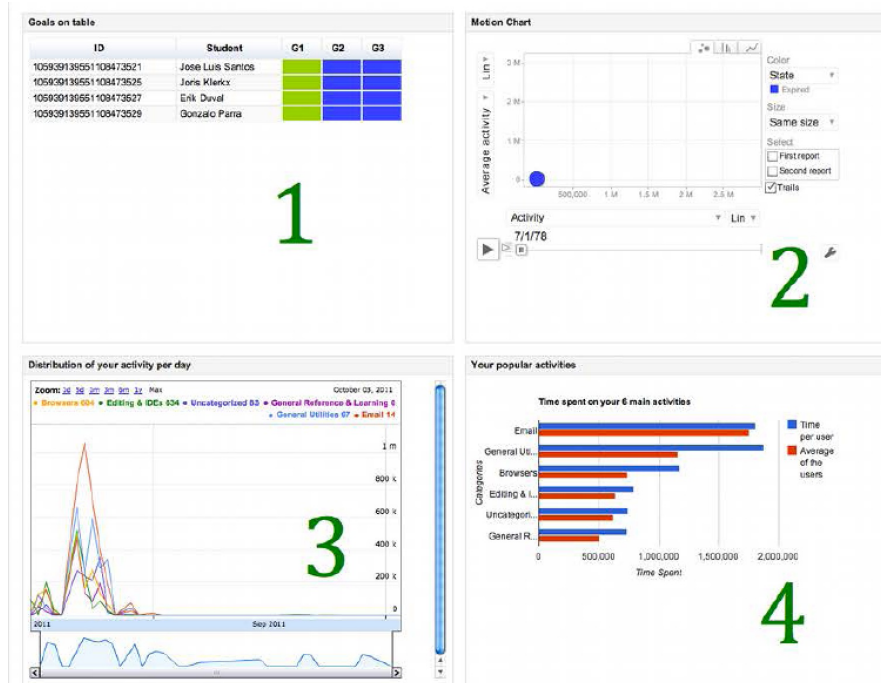 Goals on table
ID Student G1 G2 G3
105939139551108473521 Jose Luis Santos
105939139551108473525 Joris Klerkx
105939139551108473527 Erik Duval
105939139551108473529 Gonzalo Parra
1
Motion Chart
Lin
Average activity
3 M
2 M
1 M
0
500,000 1 M 1.5 M 2 M 2.5 M
Color
State
Expired
Size
Same size
Select
First report
Second report
Trails
Activity Lin
7/1/78
2
Distribution of your activity per day
Zoom: 1d 5d 1m 3m 6m 1y Max October 03, 2011
Browsers 604 Editing & IDEs 634 Uncategorized 83 General Reference & Learning 6
General Utilities 67 Email 14
1 m
800 k
600 k
400 k
200 k
0
2011 Sep 2011
3
Your popular activities
Time spent on your 6 main activities
Categories
Email
General Uti...
Browsers
Editing & I...
Uncategori...
General R...
0 500,000 1,000,000 1,500,000 2,000,000
Time Spent
Time
per user
Average
of the
users
4